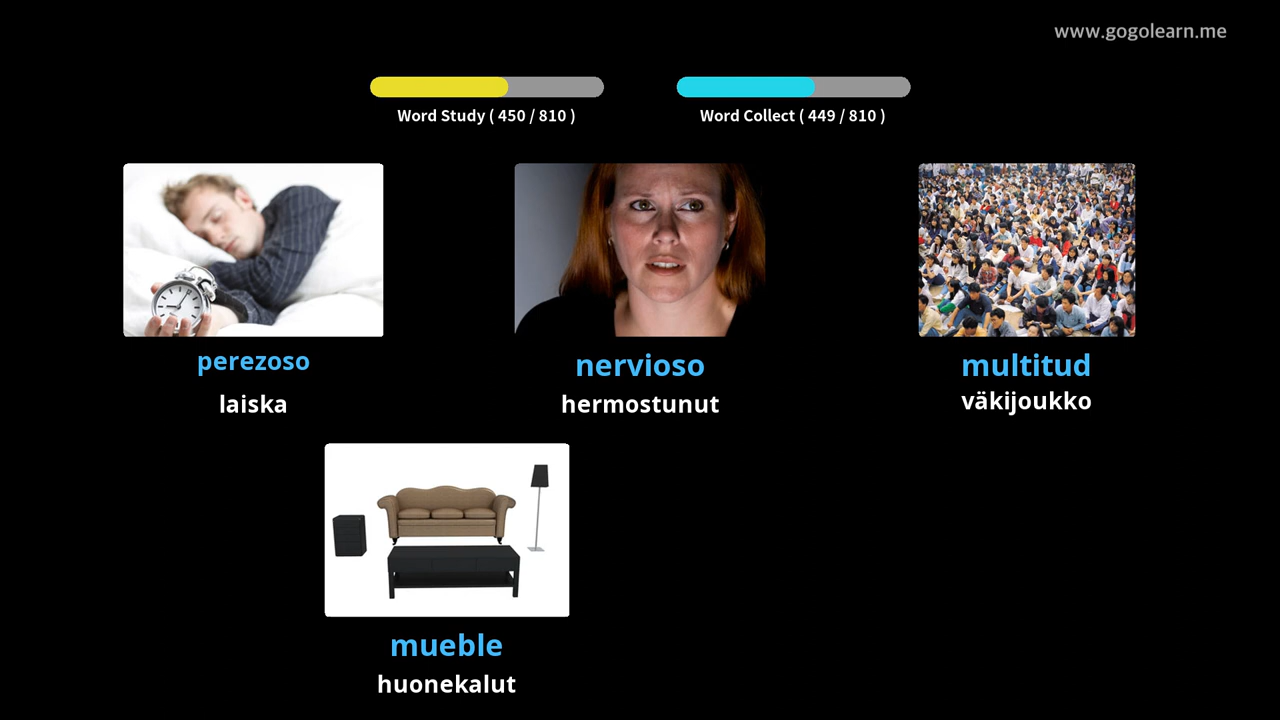 www.gogolearn.me
Word Study ( 450 / 810 )
Word Collect ( 449 / 810 )
perezoso
laiska
nervioso
hermostunut
multitud
väkijoukko
mueble
huonekalut